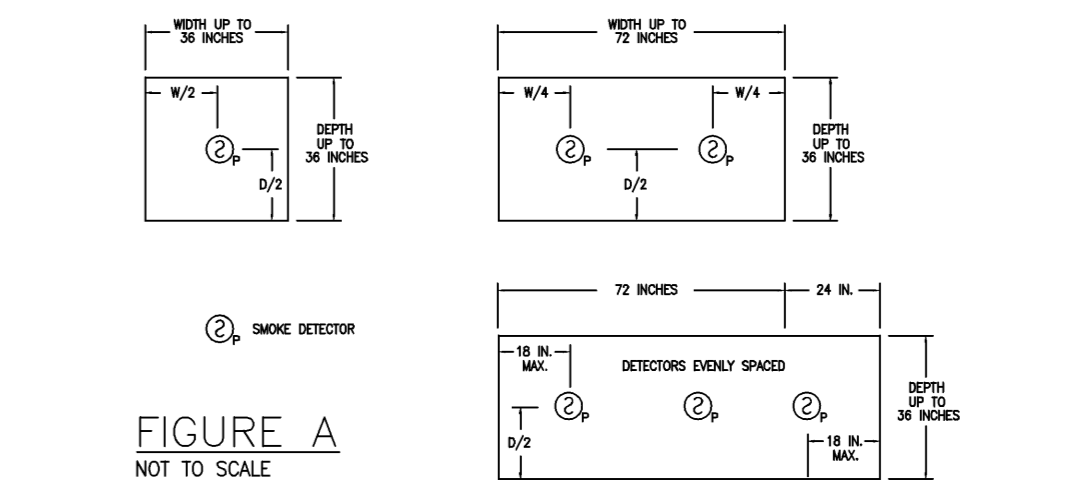 WIDTH UP TO
36 INCHES
W/2
P
D/2
DEPTH
UP TO
36 INCHES
WIDTH UP TO
72 INCHES
W/4
W/4
P
P
D/2
DEPTH
UP TO
36 INCHES
P
SMOKE DETECTOR
FIGURE A
NOT TO SCALE
72 INCHES
24 IN.
18 IN.
MAX.
DETECTORS EVENLY SPACED
P
P
P
D/2
18 IN.
MAX.
DEPTH
UP TO
36 INCHES